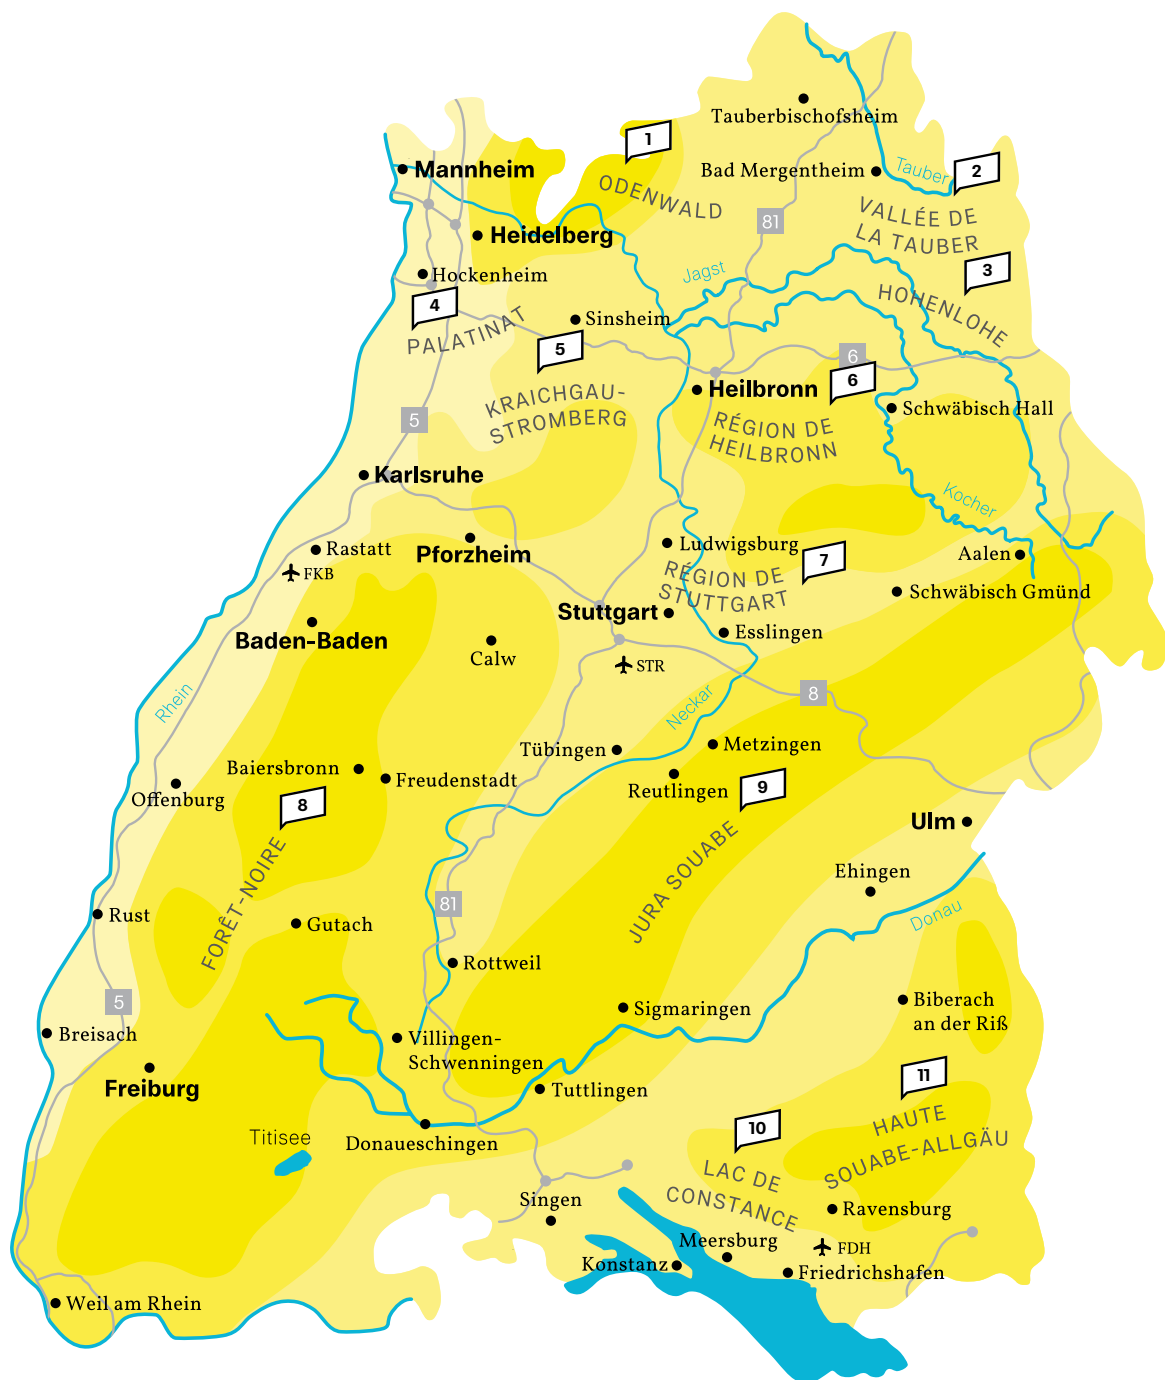 Tauberbischofsheim
1
Mannheim
Bad Mergentheim
Tauber
2
ODENWALD
VALLÉE DE
LA TAUBER
81
Heidelberg
Hockenheim
Jagst
3
HOHENLOHE
4
PALATINAT
Sinsheim
5
6
6
KRAICHGAU-
STROMBERG
Heilbronn
RÉGION DE
HEILBRONN
Schwäbisch Hall
5
Karlsruhe
Kocher
Rastatt
FKB
Pforzheim
Ludwigsburg
7
Aalen
RÉGION DE
STUTTGART
Schwäbisch Gmünd
Stuttgart
Baden-Baden
Esslingen
Calw
STR
Rhein
Neckar
8
Tübingen
Metzingen
Baiersbronn
Freudenstadt
Offenburg
Reutlingen
9
8
Ulm
FORÊT-NOIRE
JURA SOUABE
Ehingen
81
Rust
Gutach
Donau
Rottweil
5
Sigmaringen
Biberach
an der Riß
Breisach
Villingen-
Schwenningen
Freiburg
Tuttlingen
11
HAUTE
SOUABE-ALLGÄU
10
Titisee
Donaueschingen
LAC DE
CONSTANCE
Singen
Ravensburg
Meersburg
FDH
Konstanz
Friedrichshafen
Weil am Rhein